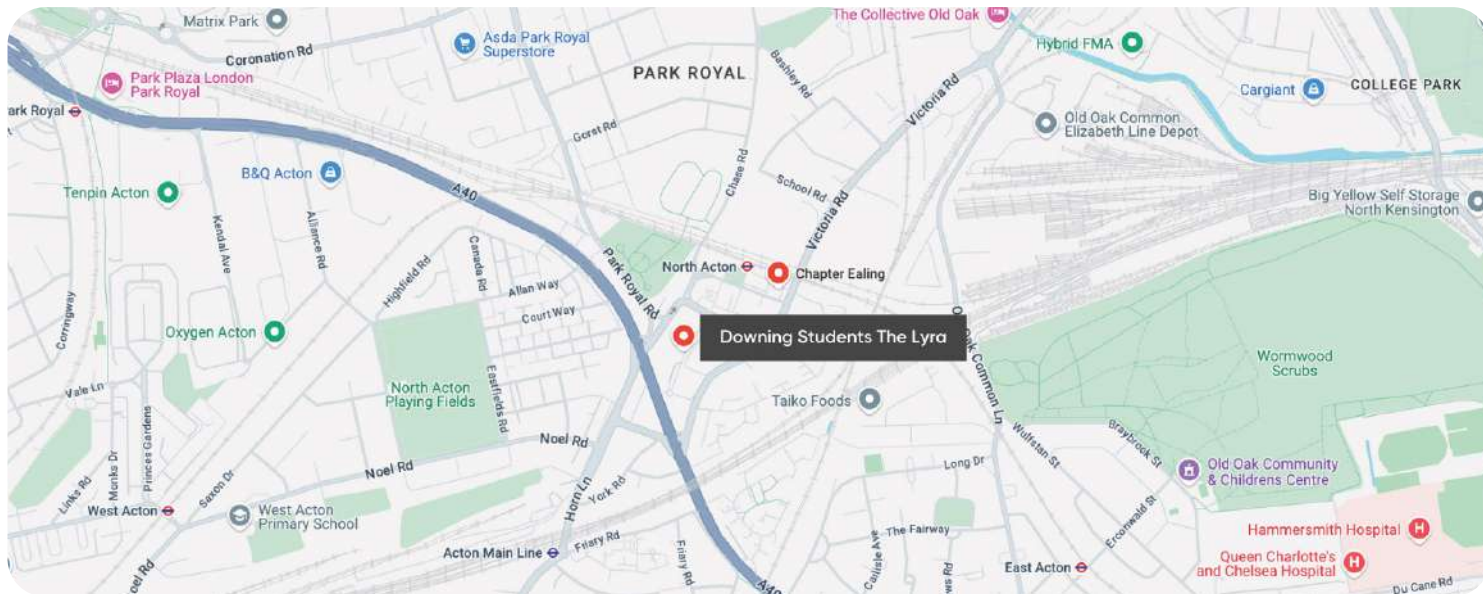 Matrix Park
Coronation Rd
Asda Park Royal
Superstore
PARK ROYAL
The Collective Old Oak
Hybrid FMA
Cargiant
COLLEGE PARK
Park Plaza London
Park Royal
ark Royal
Bashley Rd
Victoria Rd
Old Oak Common
Elizabeth Line Depot
Gorst Rd
Chase Rd
School Rd
B&Q Acton
Tenpin Acton
A40
Big Yellow Self Storage
North Kensington
Kendal Ave
Alliance Rd
Highfield Rd
Canada Rd
Allan Way
Court Way
Park Royal Rd
Victoria Rd
North Acton
Chapter Ealing
Corringway
Oxygen Acton
Downing Students The Lyra
Old Oak Common Ln
Wormwood
Scrubs
Vale Ln
North Acton
Playing Fields
Eastfields Rd
Taiko Foods
Noel Rd
Noel Rd
Links Rd
Monks Dr
Princes Gardens
Saxon Dr
West Acton
West Acton
Primary School
Horn Ln
York Rd
Wulfstan St
Braybrook St
Long Dr
Old Oak Community
& Childrens Centre
Erconwald St
The Fairway
Hammersmith Hospital
Acton Main Line
Friary Rd
Friary Rd
Carlisle Ave
East Acton
Queen Charlotte's
and Chelsea Hospital
Du Cane Rd
oel Rd
A40